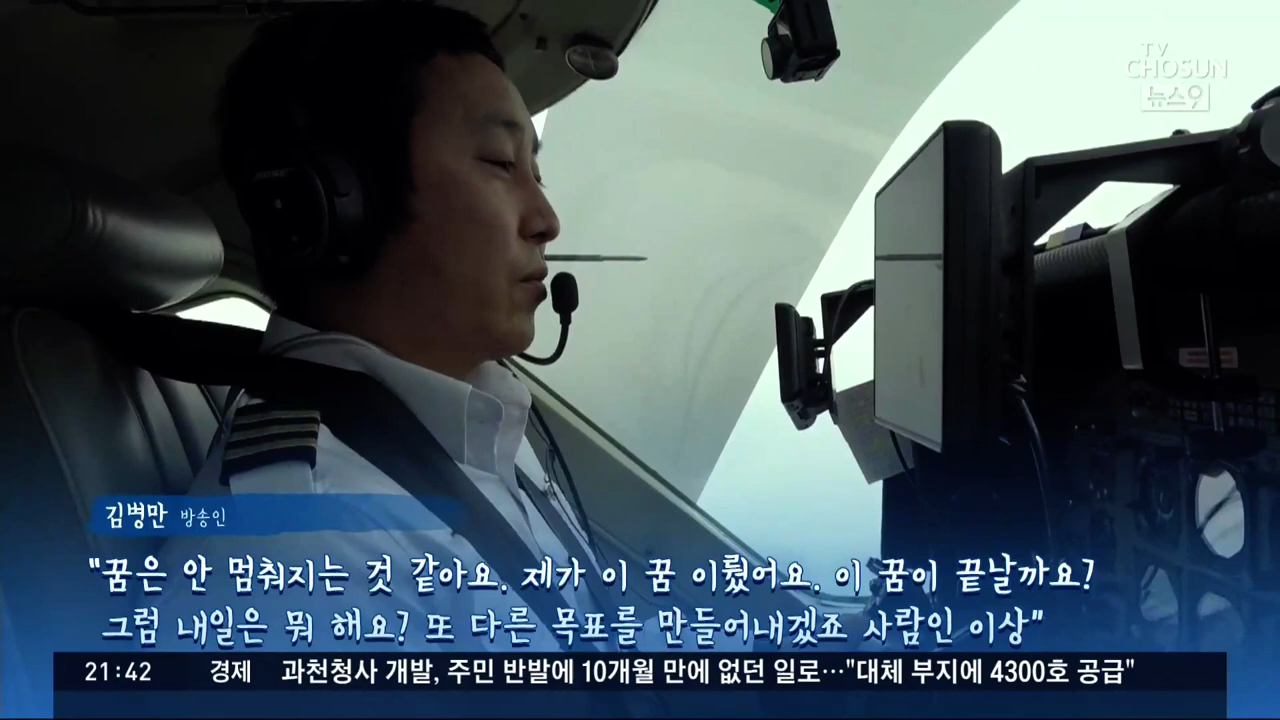 TV
CHOSUN
뉴스9
BOSE
김병만 방송인
"꿈은 안 멈춰지는 것 같아요. 제가 이 꿈 이뤘어요. 이 꿈이 끝날까요?
그럼 내일은 뭐 해요? 또 다른 목표를 만들어내겠죠 사람인 이상"
21:42 경제 과천청사 개발, 주민 반발에 10개월 만에 없던 일로…"대체 부지에 4300호 공급"